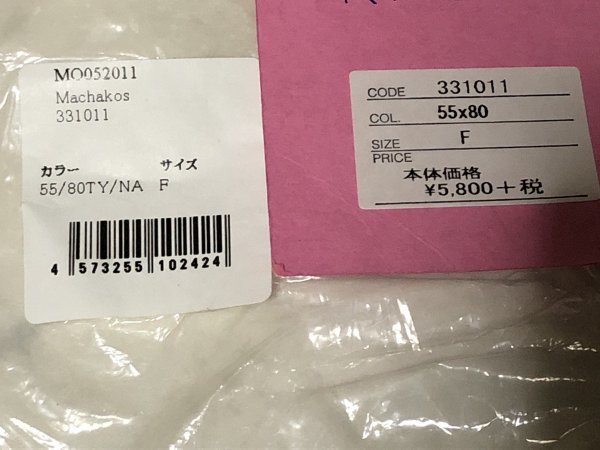 MO052011
Machakos
331011
カラー サイズ
55/80TY/NA F
4 573255 102424
CODE 331011
COL. 55x80
SIZE F
PRICE
本体価格
¥5,800+税